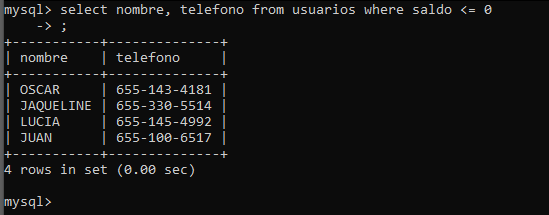 mysql> select nombre, telefono from usuarios where saldo <= 0
    -> ;
+-----------+--------------+
| nombre    | telefono     |
+-----------+--------------+
| OSCAR     | 655-143-4181 |
| JAQUELINE | 655-330-5514 |
| LUCIA     | 655-145-4992 |
| JUAN      | 655-100-6517 |
+-----------+--------------+
4 rows in set (0.00 sec)

mysql>